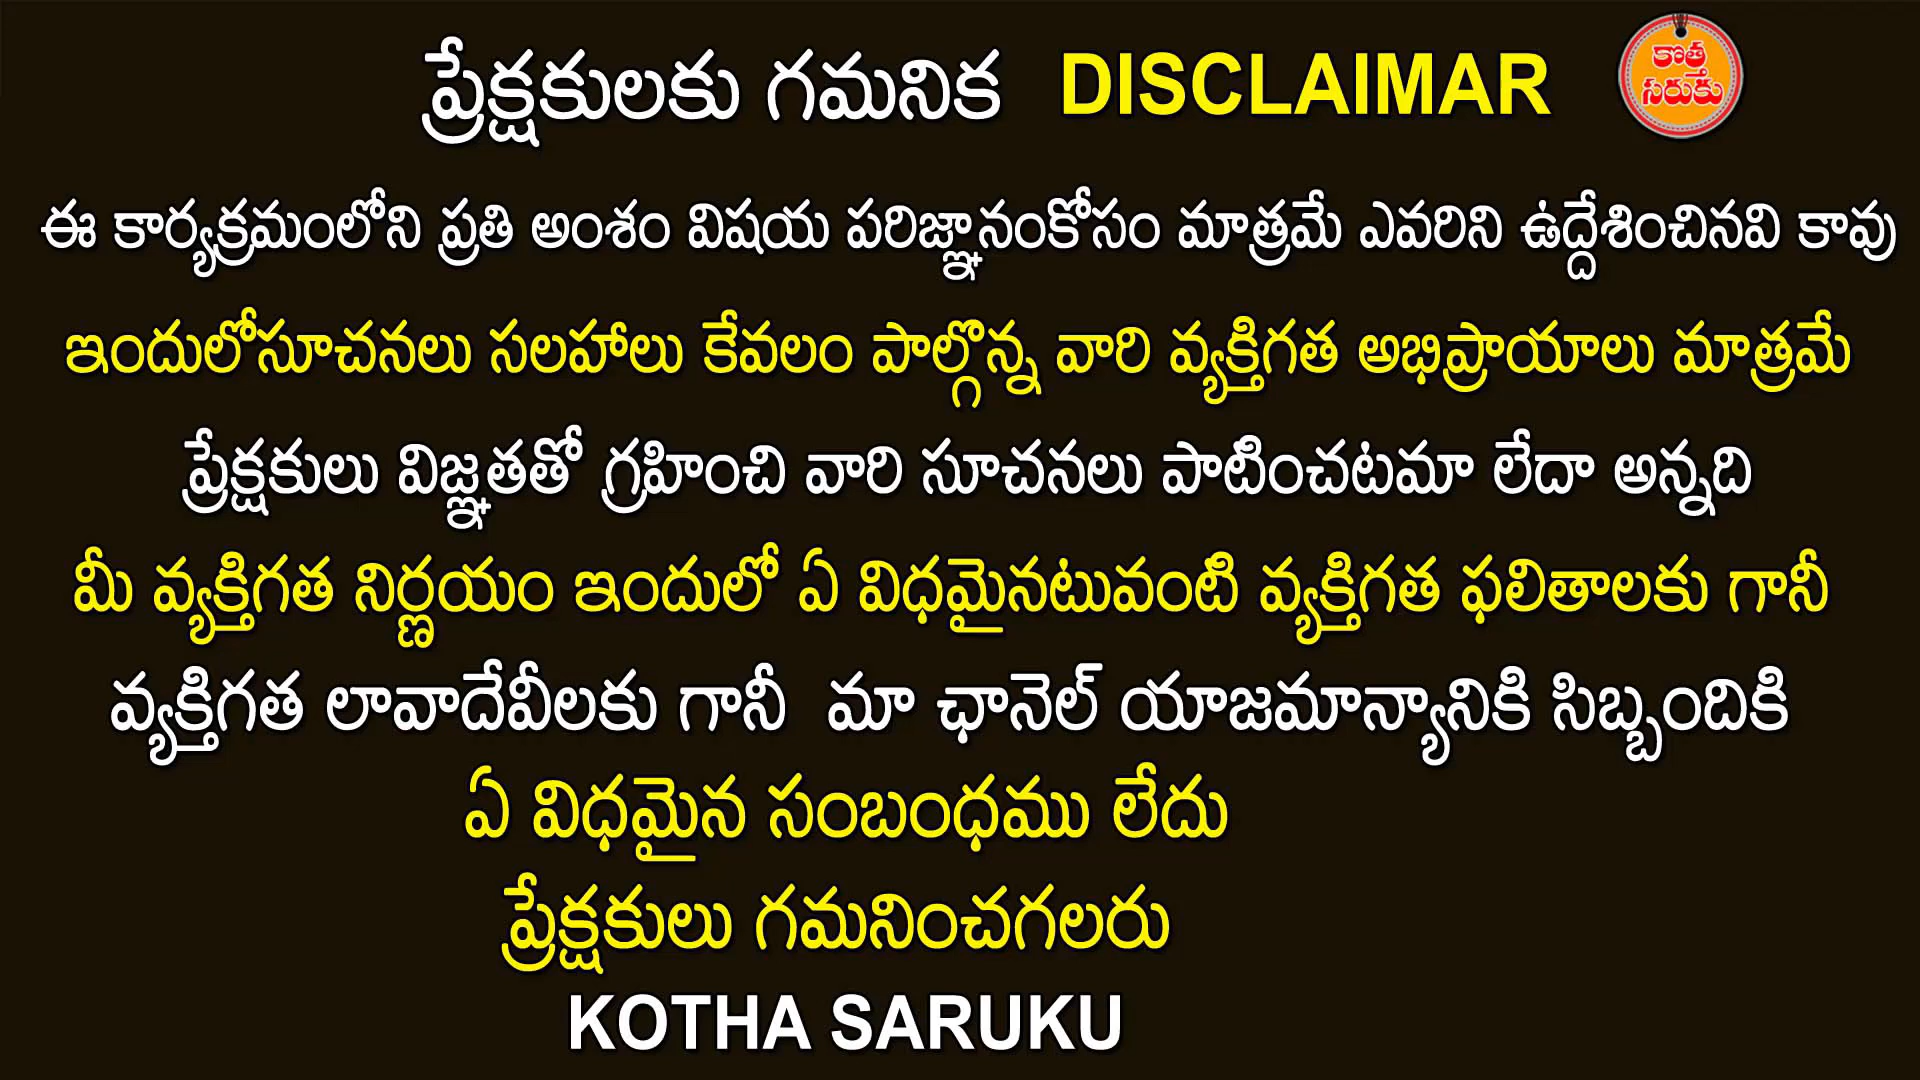 ప్రేక్షకులకు గమనిక DISCLAIMAR
కొత్త
సరుకు
ఈ కార్యక్రమంలోని ప్రతి అంశం విషయ పరిజ్ఞానంకోసం మాత్రమే ఎవరిని ఉద్దేశించినవి కావు
ఇందులోసూచనలు సలహాలు కేవలం పాల్గొన్న వారి వ్యక్తిగత అభిప్రాయాలు మాత్రమే
ప్రేక్షకులు విజ్ఞతతో గ్రహించి వారి సూచనలు పాటించటమా లేదా అన్నది
మీ వ్యక్తిగత నిర్ణయం ఇందులో ఏ విధమైనటువంటి వ్యక్తిగత ఫలితాలకు గానీ
వ్యక్తిగత లావాదేవీలకు గానీ మా ఛానెల్ యాజమాన్యానికి సిబ్బందికి
ఏ విధమైన సంబంధము లేదు
ప్రేక్షకులు గమనించగలరు
KOTHA SARUKU